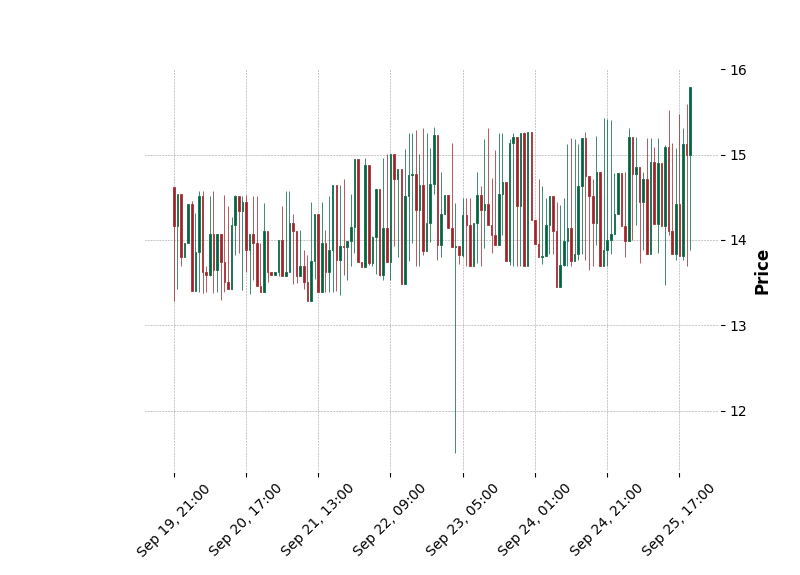 16
15
14
13
12
Price
Sep 19, 21:00
Sep 20, 17:00
Sep 21, 13:00
Sep 22, 09:00
Sep 23, 05:00
Sep 24, 01:00
Sep 24, 21:00
Sep 25, 17:00